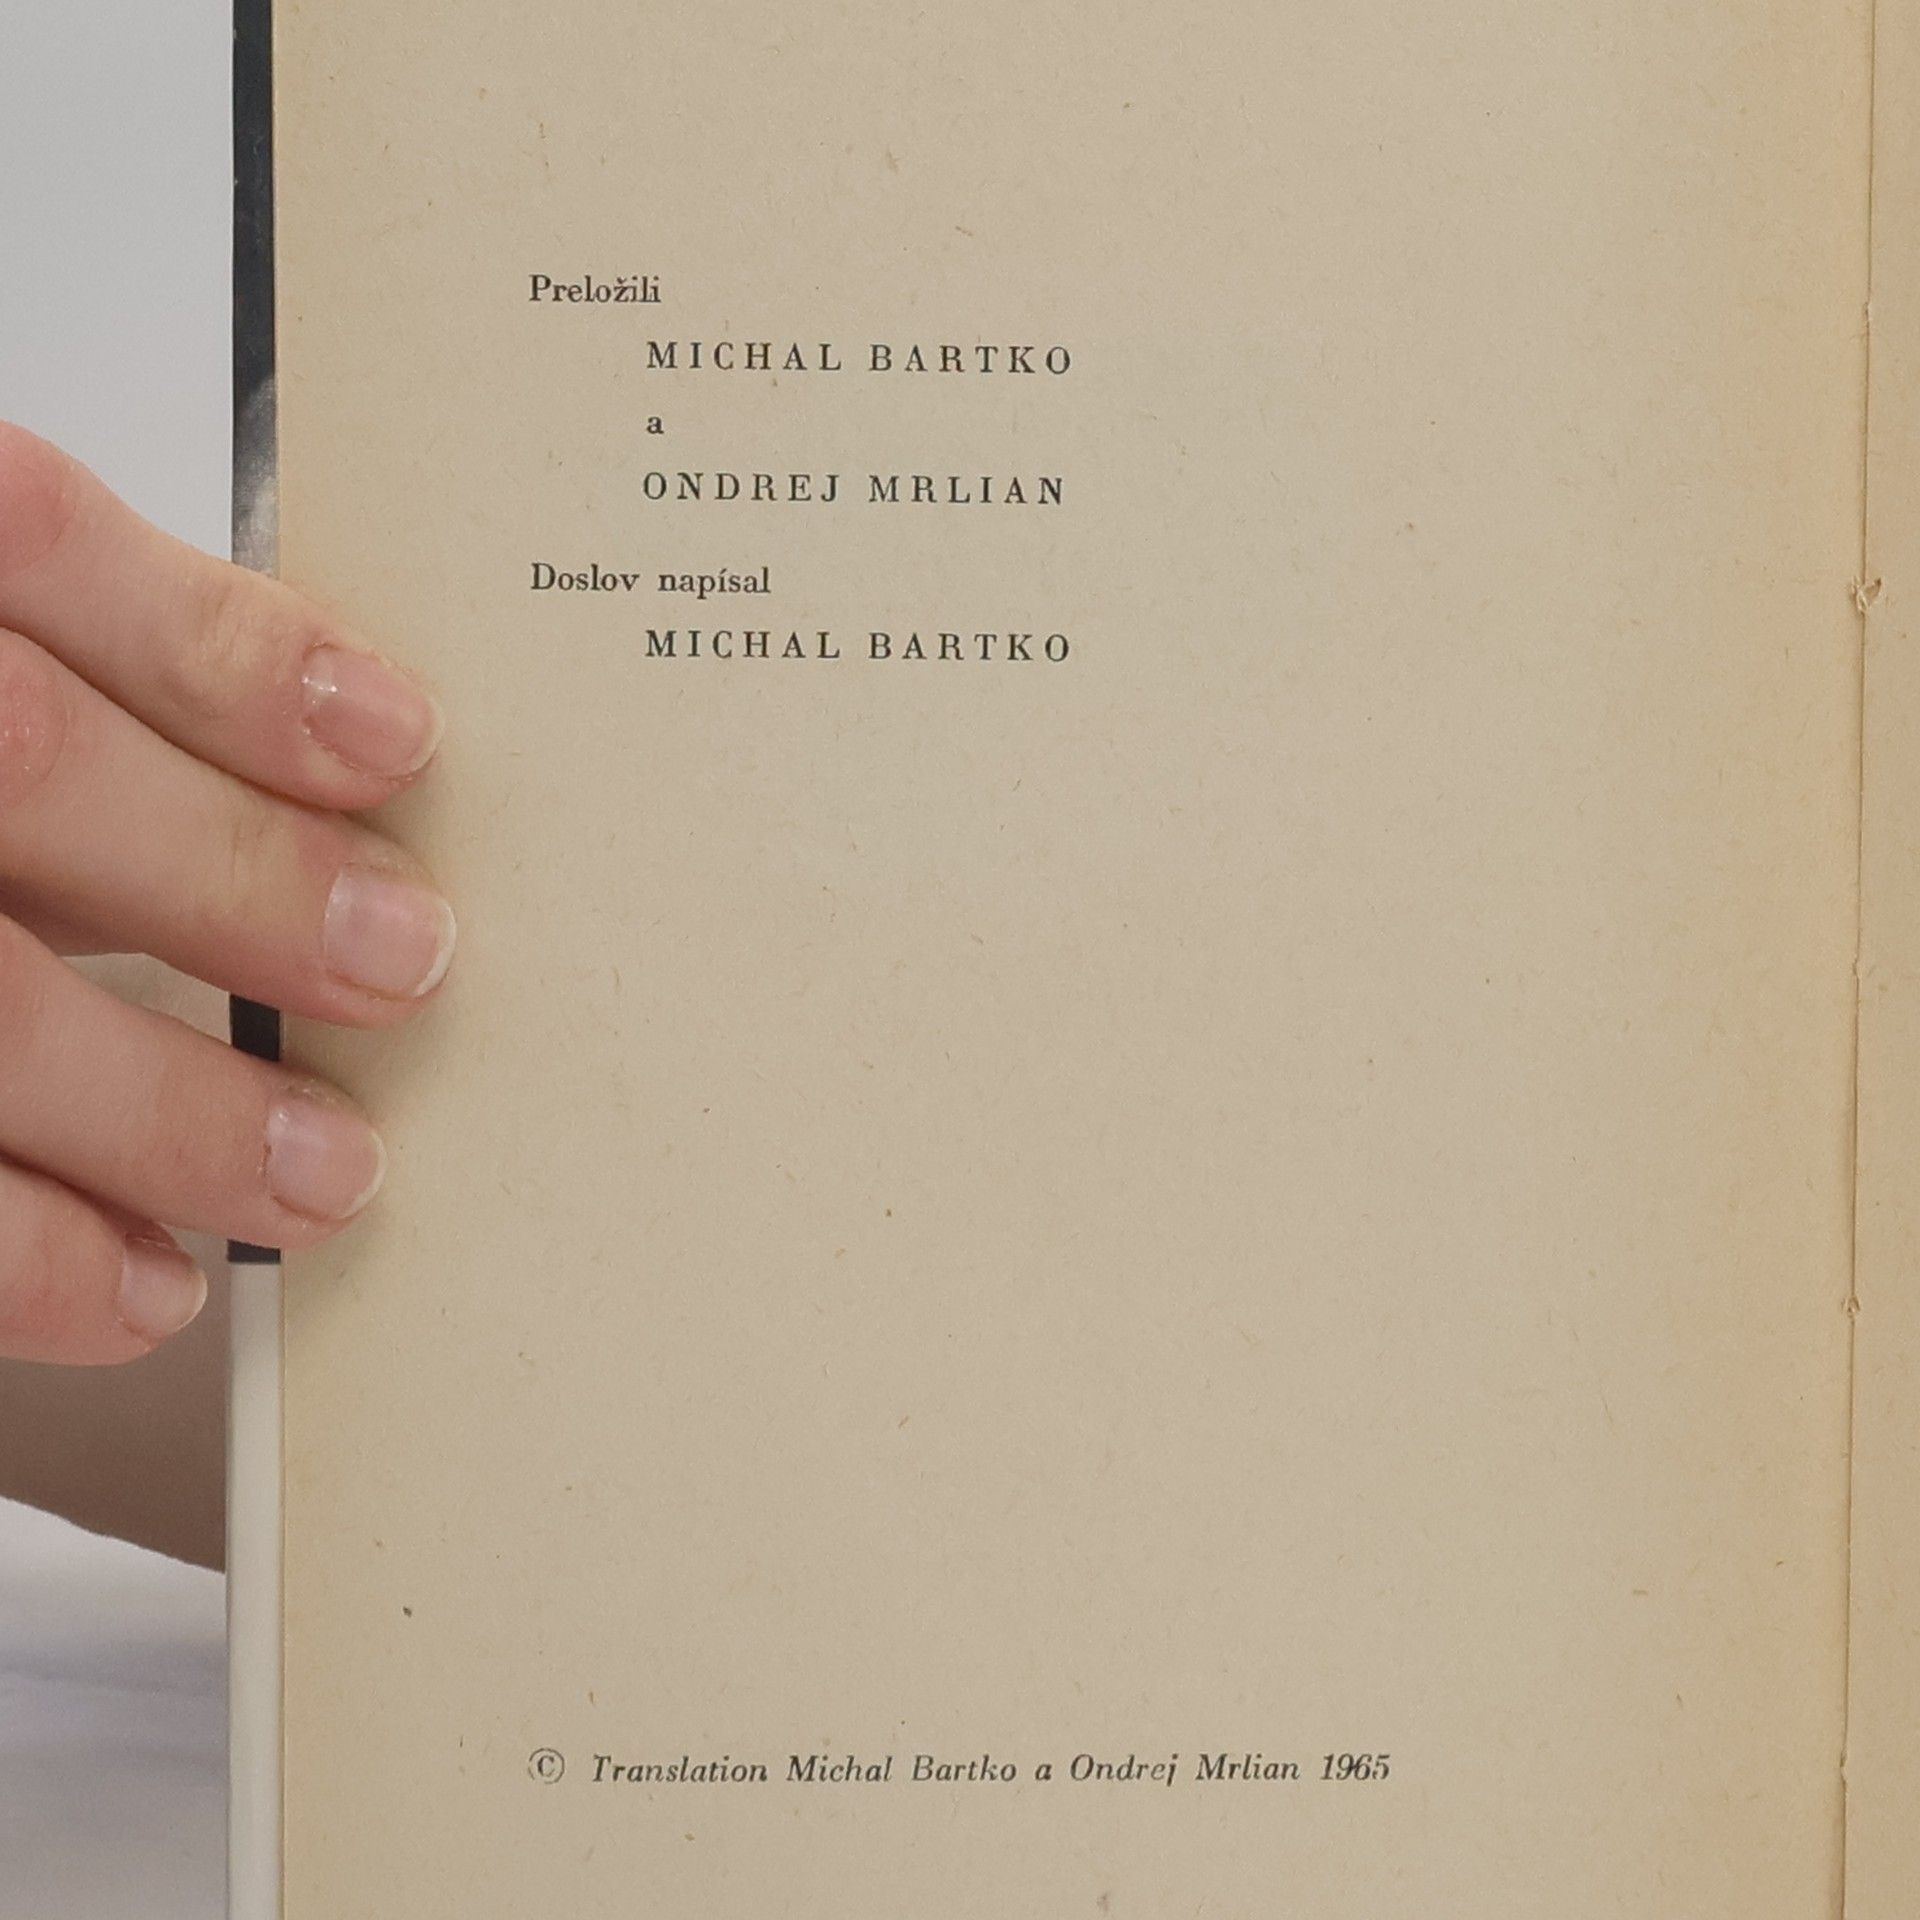 Preložili
MICHAL BARTKO
a
ONDREJ MRLIAN
Doslov napísal
MICHAL BARTKO
© Translation Michal Bartko a Ondrej Mrlian 1965